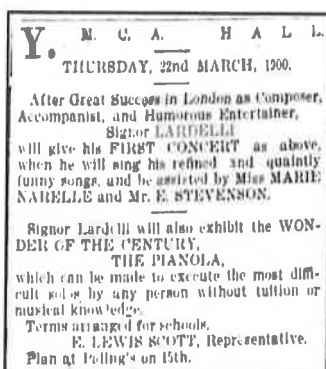 Y. M. C. A. HALL.
THURSDAY, 22nd MARCH, 1900.
After Great Success in London as Composer,
Accompanist, and Humorous Entertainer,
Signor LARDELLI
will give his FIRST CONCERT as above,
when he will sing his refined and quaintly
funny songs, and be assisted by Miss MARIE
NARELLE and Mr. E. STEVENSON.
Signor Lardelli will also exhibit the WON-
DER OF THE CENTURY,
THE PIANOLA,
which can be made to execute the most diffi-
cult solos by any person without tuition or
musical knowledge.
Terms arranged for schools.
E. LEWIS SCOTT, Representative.
Plan at Paling's on 15th.